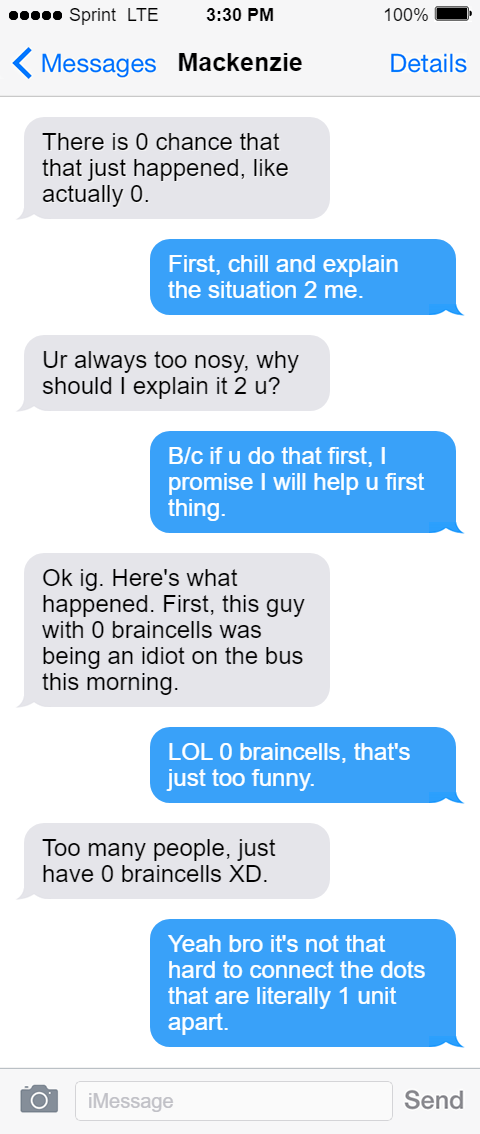 Sprint LTE 3:30 PM 100%
Messages Mackenzie Details
There is 0 chance that
that just happened, like
actually 0.
First, chill and explain
the situation 2 me.
Ur always too nosy, why
should I explain it 2 u?
B/c if u do that first, I
promise I will help u first
thing.
Ok ig. Here's what
happened. First, this guy
with 0 braincells was
being an idiot on the bus
this morning.
LOL 0 braincells, that's
just too funny.
Too many people, just
have 0 braincells XD.
Yeah bro it's not that
hard to connect the dots
that are literally 1 unit
apart.
iMessage Send